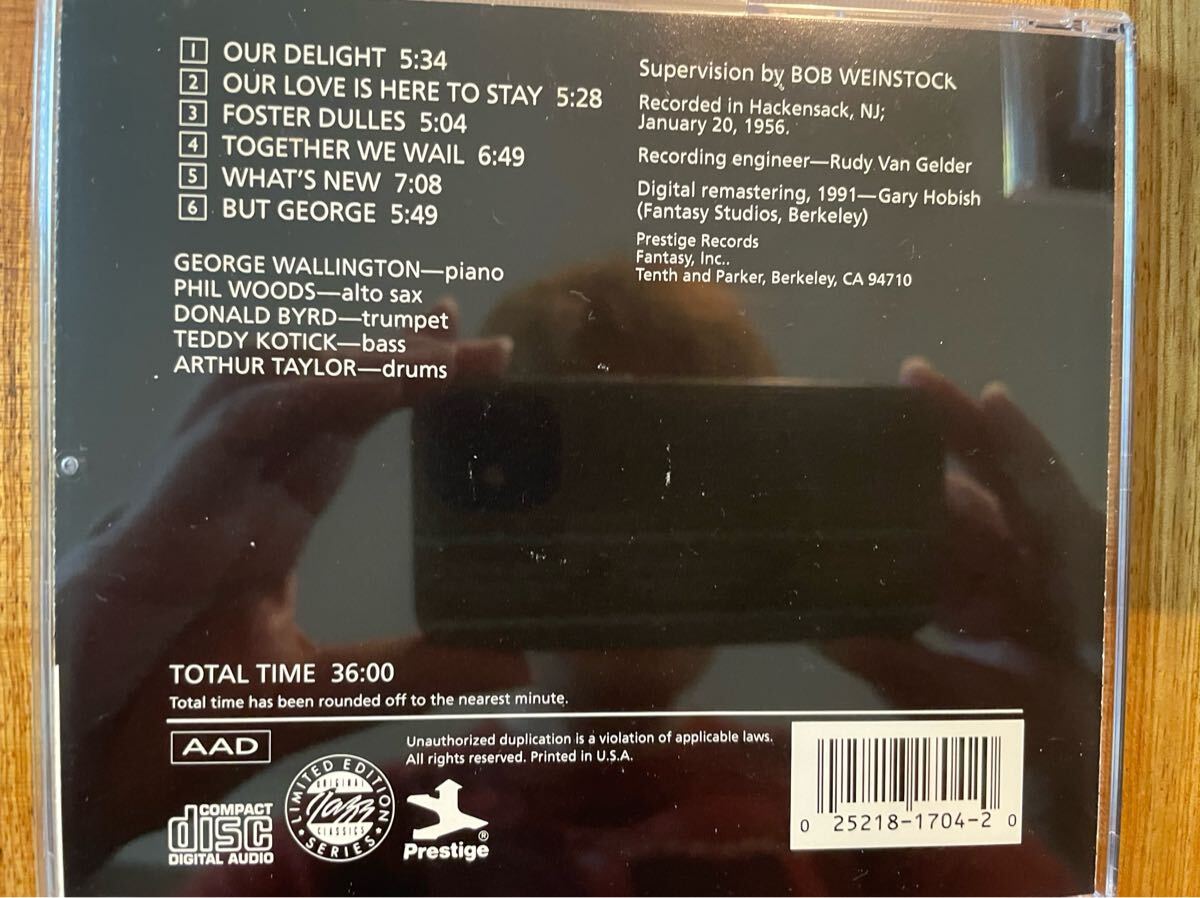 1 OUR DELIGHT 5:34
2 OUR LOVE IS HERE TO STAY 5:28
3 FOSTER DULLES 5:04
4 TOGETHER WE WAIL 6:49
5 WHAT'S NEW 7:08
6 BUT GEORGE 5:49
GEORGE WALLINGTON—piano
PHIL WOODS—alto sax
DONALD BYRD—trumpet
TEDDY KOTICK—bass
ARTHUR TAYLOR—drums
Supervision by BOB WEINSTOCK
Recorded in Hackensack, NJ;
January 20, 1956.
Recording engineer—Rudy Van Gelder
Digital remastering, 1991—Gary Hobish
(Fantasy Studios, Berkeley)
Prestige Records
Fantasy, Inc..
Tenth and Parker, Berkeley, CA 94710
TOTAL TIME 36:00
Total time has been rounded off to the nearest minute.
AAD
Unauthorized duplication is a violation of applicable laws.
All rights reserved. Printed in U.S.A.
COMPACT
disc
DIGITAL AUDIO
LIMITED EDITION
ORIGINAL
Jazz
CLASSICS
SERIES
®
Prestige
0 25218-1704-2 0